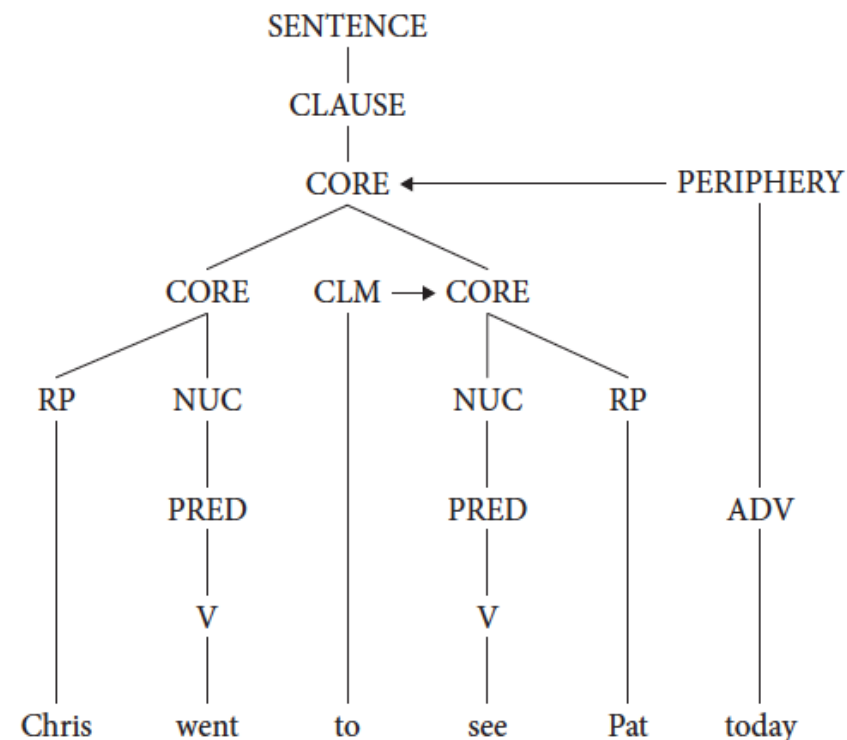 SENTENCE
CLAUSE
CORE PERIPHERY
CORE CLM CORE
RP NUC NUC RP
PRED PRED ADV
V V
Chris went to see Pat today